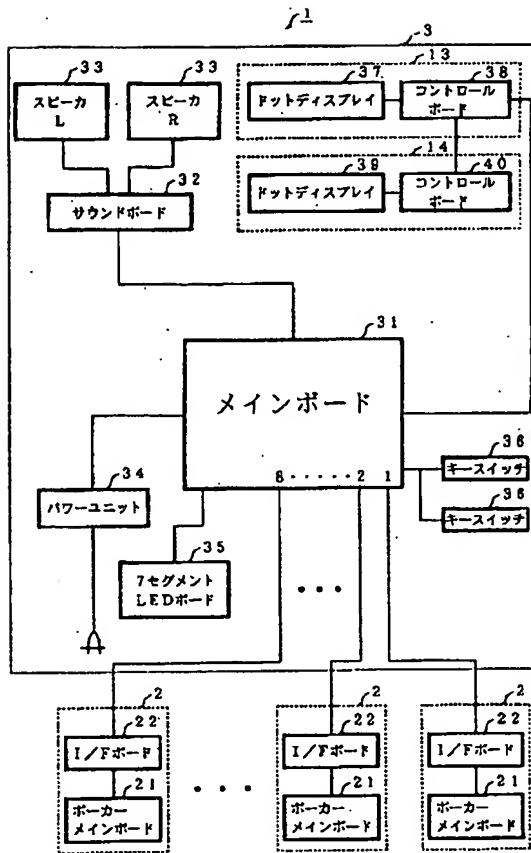 1
3
33
スピーカ
L
33
スピーカ
R
32
サウンドボード
13
37
ドットディスプレイ
38
コントロール
ボード
14
39
ドットディスプレイ
40
コントロール
ボード
31
メインボード
8 ・・・・・ 2 1
34
パワーユニット
35
7セグメント
LEDボード
36
キースイッチ
36
キースイッチ
・・・
2
22
I/Fボード
21
ポーカー
メインボード
・・・
2
22
I/Fボード
21
ポーカー
メインボード
2
22
I/Fボード
21
ポーカー
メインボード